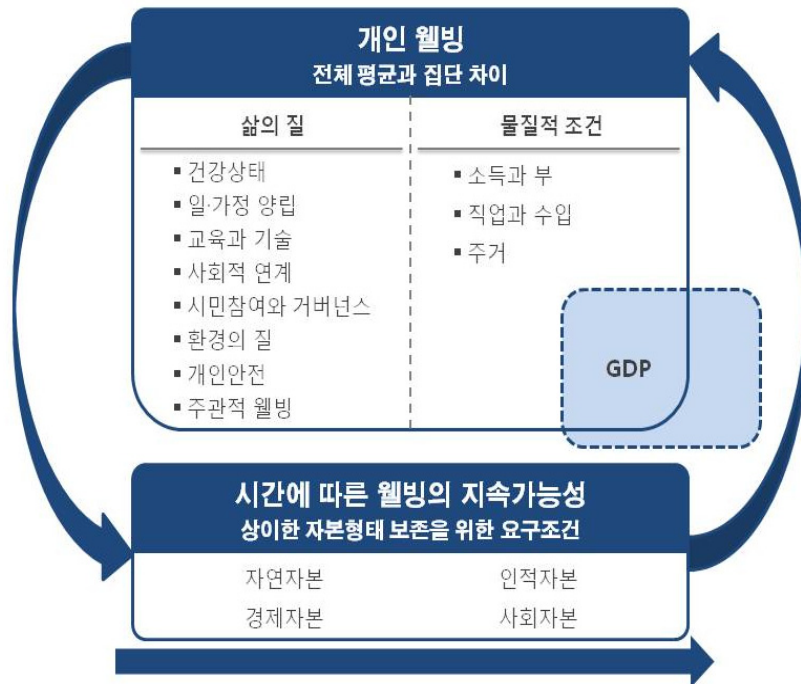 개인 웰빙
전체 평균과 집단 차이
삶의 질
▪ 건강상태
▪ 일·가정 양립
▪ 교육과 기술
▪ 사회적 연계
▪ 시민참여와 거버넌스
▪ 환경의 질
▪ 개인안전
▪ 주관적 웰빙
물질적 조건
▪ 소득과 부
▪ 직업과 수입
▪ 주거
GDP
시간에 따른 웰빙의 지속가능성
상이한 자본형태 보존을 위한 요구조건
자연자본 인적자본
경제자본 사회자본